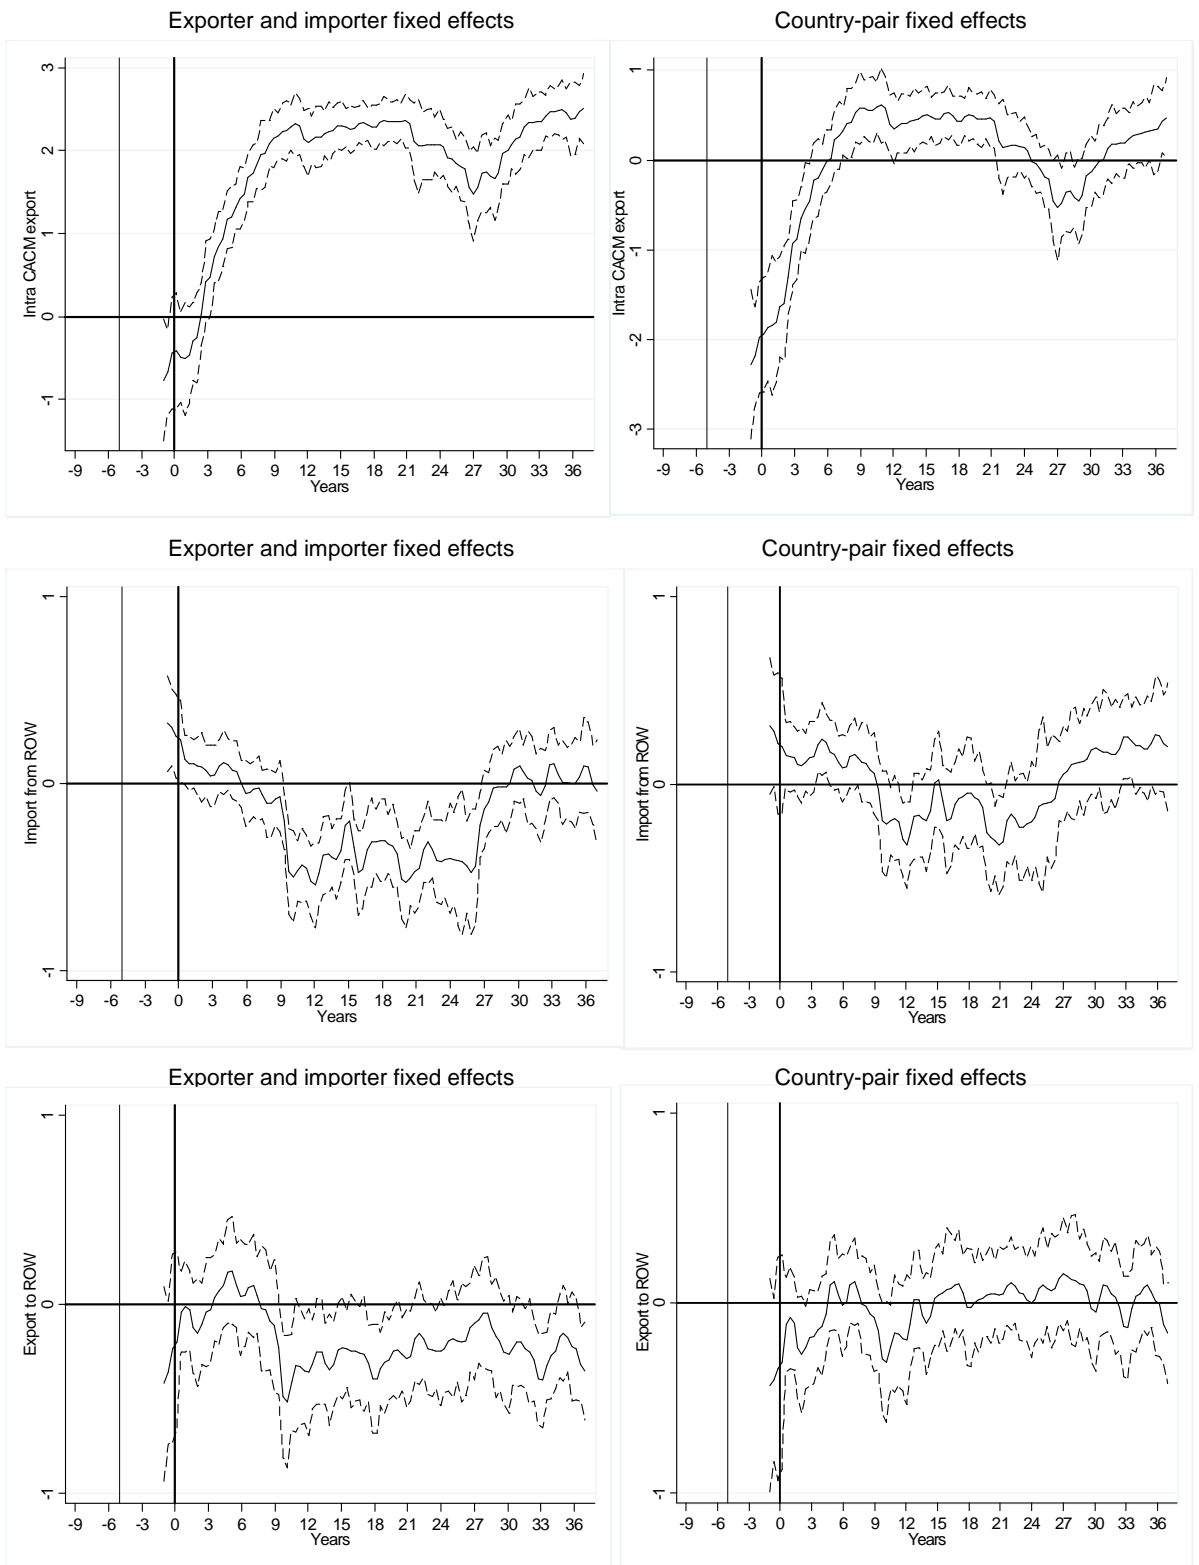 Exporter and importer fixed effects
Country-pair fixed effects
Intra CACM export
3
2
1
0
-1
-9 -6 -3 0 3 6 9 12 15 18 21 24 27 30 33 36
Years
Intra CACM export
1
0
-1
-2
-3
-9 -6 -3 0 3 6 9 12 15 18 21 24 27 30 33 36
Years
Exporter and importer fixed effects
Country-pair fixed effects
Import from ROW
1
0
-1
-9 -6 -3 0 3 6 9 12 15 18 21 24 27 30 33 36
Years
Import from ROW
1
0
-1
-9 -6 -3 0 3 6 9 12 15 18 21 24 27 30 33 36
Years
Exporter and importer fixed effects
Country-pair fixed effects
Export to ROW
1
0
-1
-9 -6 -3 0 3 6 9 12 15 18 21 24 27 30 33 36
Years
Export to ROW
1
0
-1
-9 -6 -3 0 3 6 9 12 15 18 21 24 27 30 33 36
Years